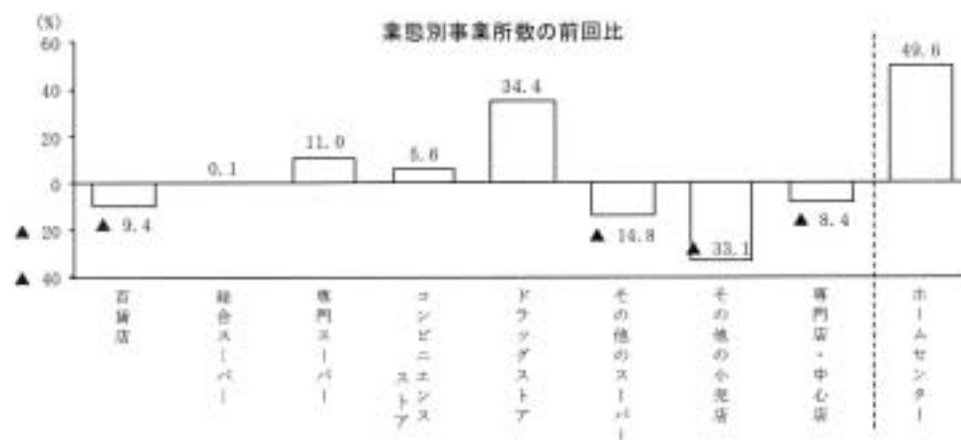 業態別事業所数の前回比
(%)
60
40
20
0
▲ 20
▲ 40
▲ 9.4
0.1
11.0
5.6
34.4
▲ 14.8
▲ 33.1
▲ 8.4
49.6
百貨店
総合スーパー
専門スーパー
コンビニエンス
ストア
ドラッグストア
その他のスーパー
その他の小売店
専門店・中心店
ホームセンター